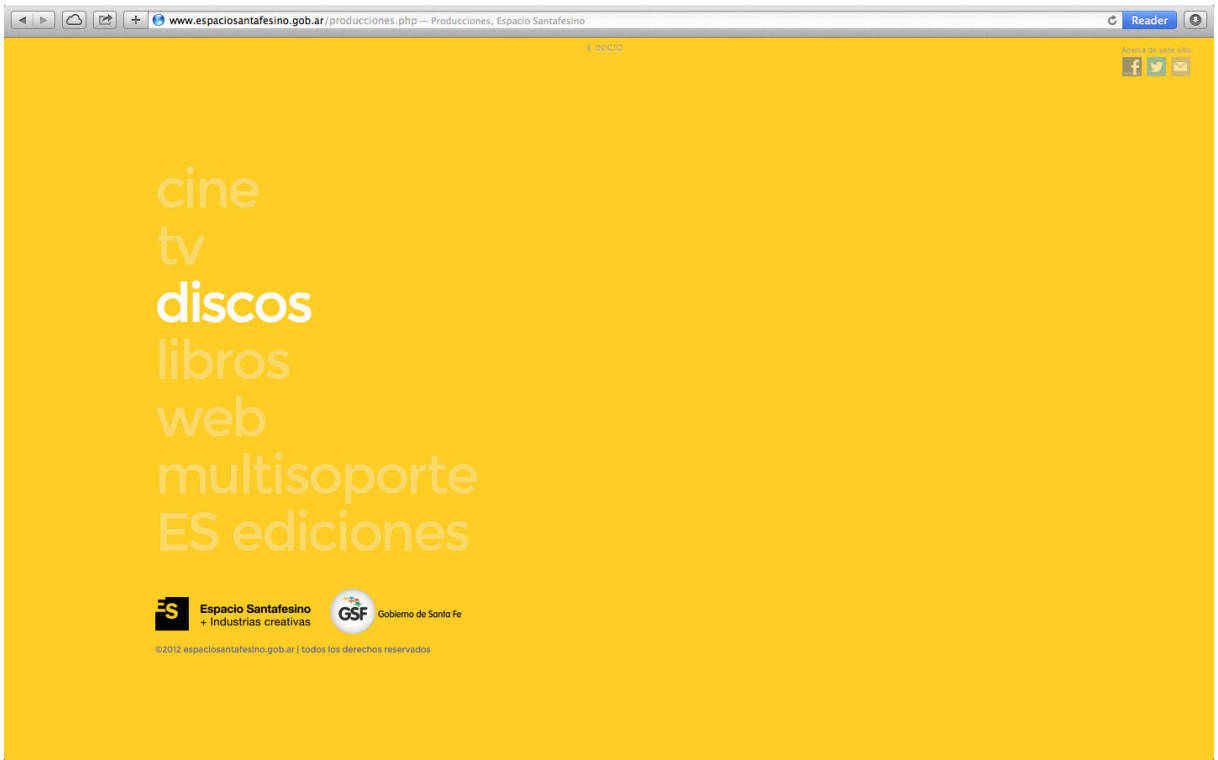 www.espaciosantafesino.gob.ar/producciones.php — Producciones, Espacio Santafesino
Reader
INICIO
Acerca de este sitio
cine
tv
discos
libros
web
multisoporte
ES ediciones
ES
Espacio Santafesino
+ Industrias creativas
GSF
Gobierno de Santa Fe
©2012 espaciosantafesino.gob.ar | todos los derechos reservados